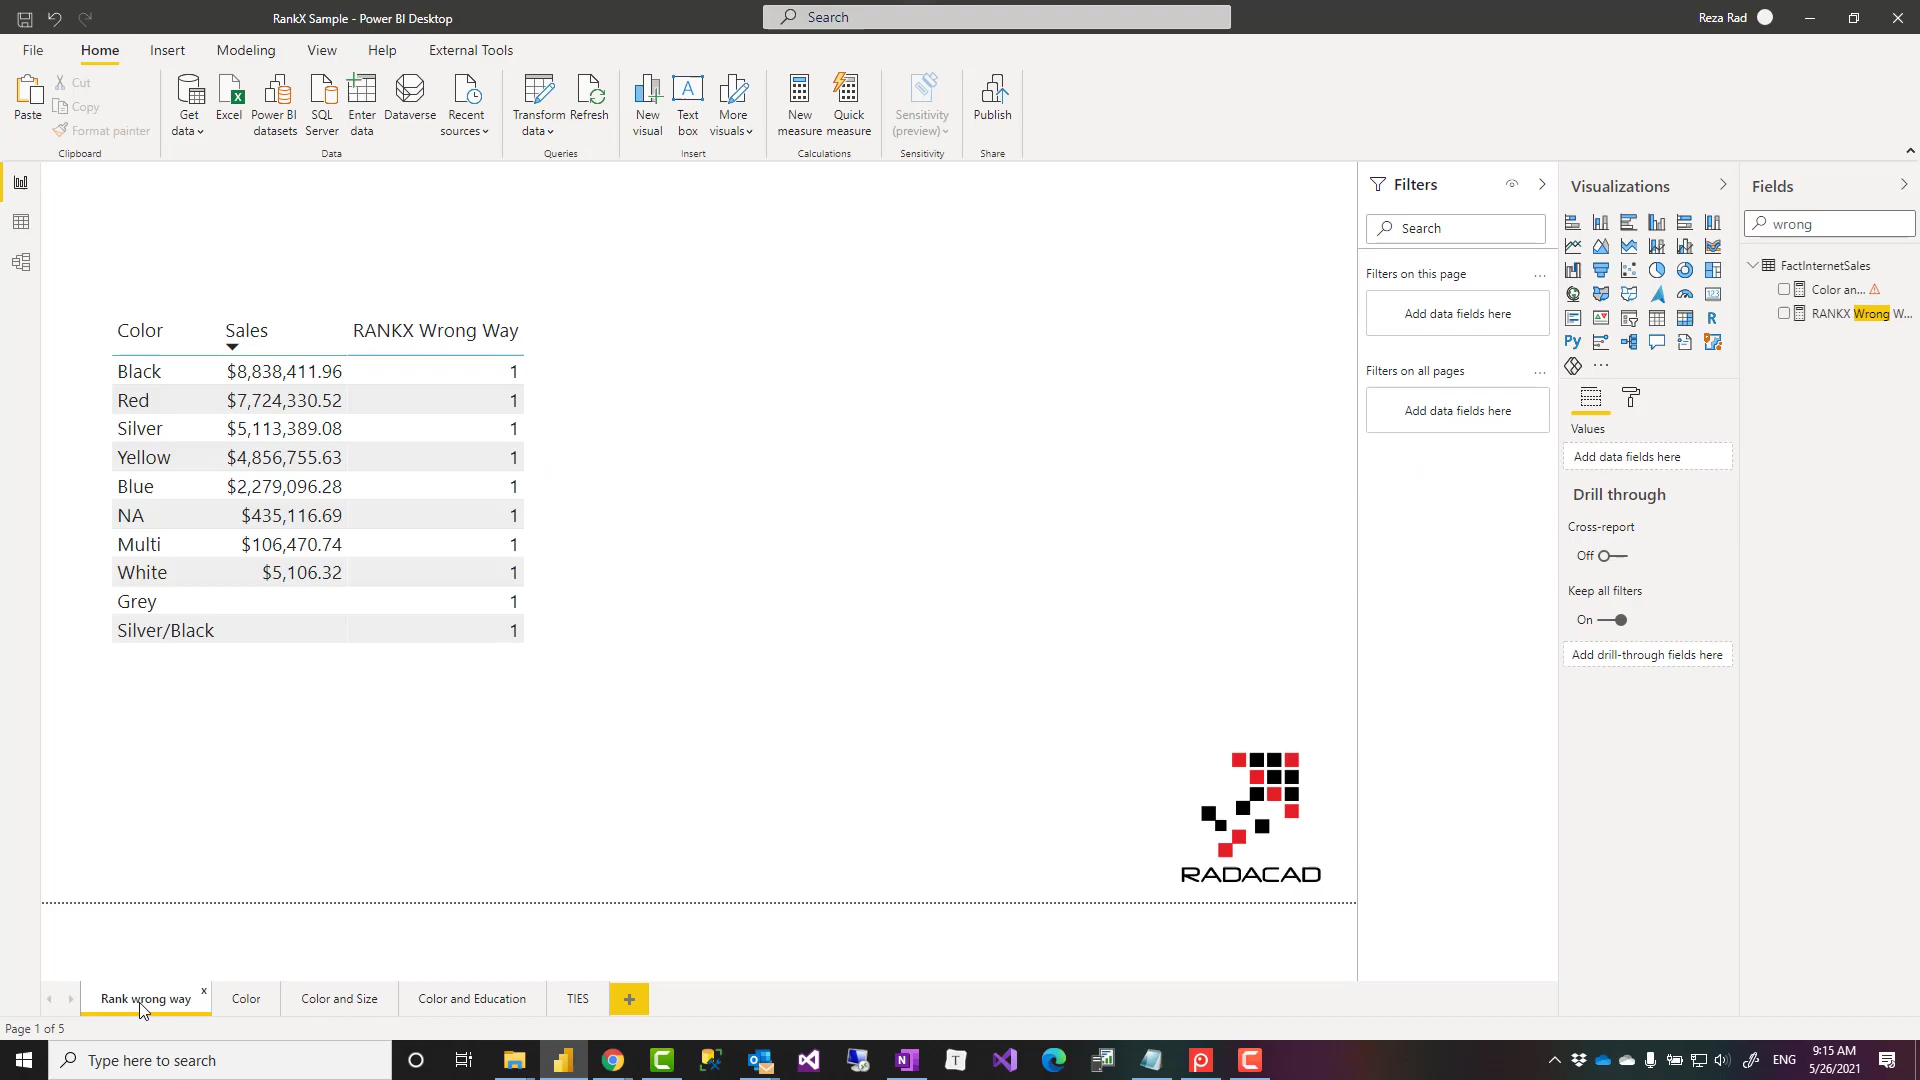 RankX Sample - Power BI Desktop
Search
Reza Rad
File Home Insert Modeling View Help External Tools
Paste
Cut
Copy
Format painter
Clipboard
Get data
Excel
Power BI datasets
SQL Server
Enter data
Dataverse
Recent sources
Data
Transform data
Refresh
Queries
New visual
Text box
More visuals
Insert
New measure
Quick measure
Calculations
Sensitivity (preview)
Sensitivity
Publish
Share
Color Sales RANKX Wrong Way
Black $8,838,411.96 1
Red $7,724,330.52 1
Silver $5,113,389.08 1
Yellow $4,856,755.63 1
Blue $2,279,096.28 1
NA $435,116.69 1
Multi $106,470.74 1
White $5,106.32 1
Grey 1
Silver/Black 1
RADACAD
Filters
Search
Filters on this page ...
Add data fields here
Filters on all pages ...
Add data fields here
Visualizations
123
R
Py
...
Values
Add data fields here
Drill through
Cross-report
Off
Keep all filters
On
Add drill-through fields here
Fields
wrong
FactInternetSales
Color an...
RANKX Wrong W...
Rank wrong way x
Color
Color and Size
Color and Education
TIES
+
Page 1 of 5
Type here to search
ENG
9:15 AM
5/26/2021